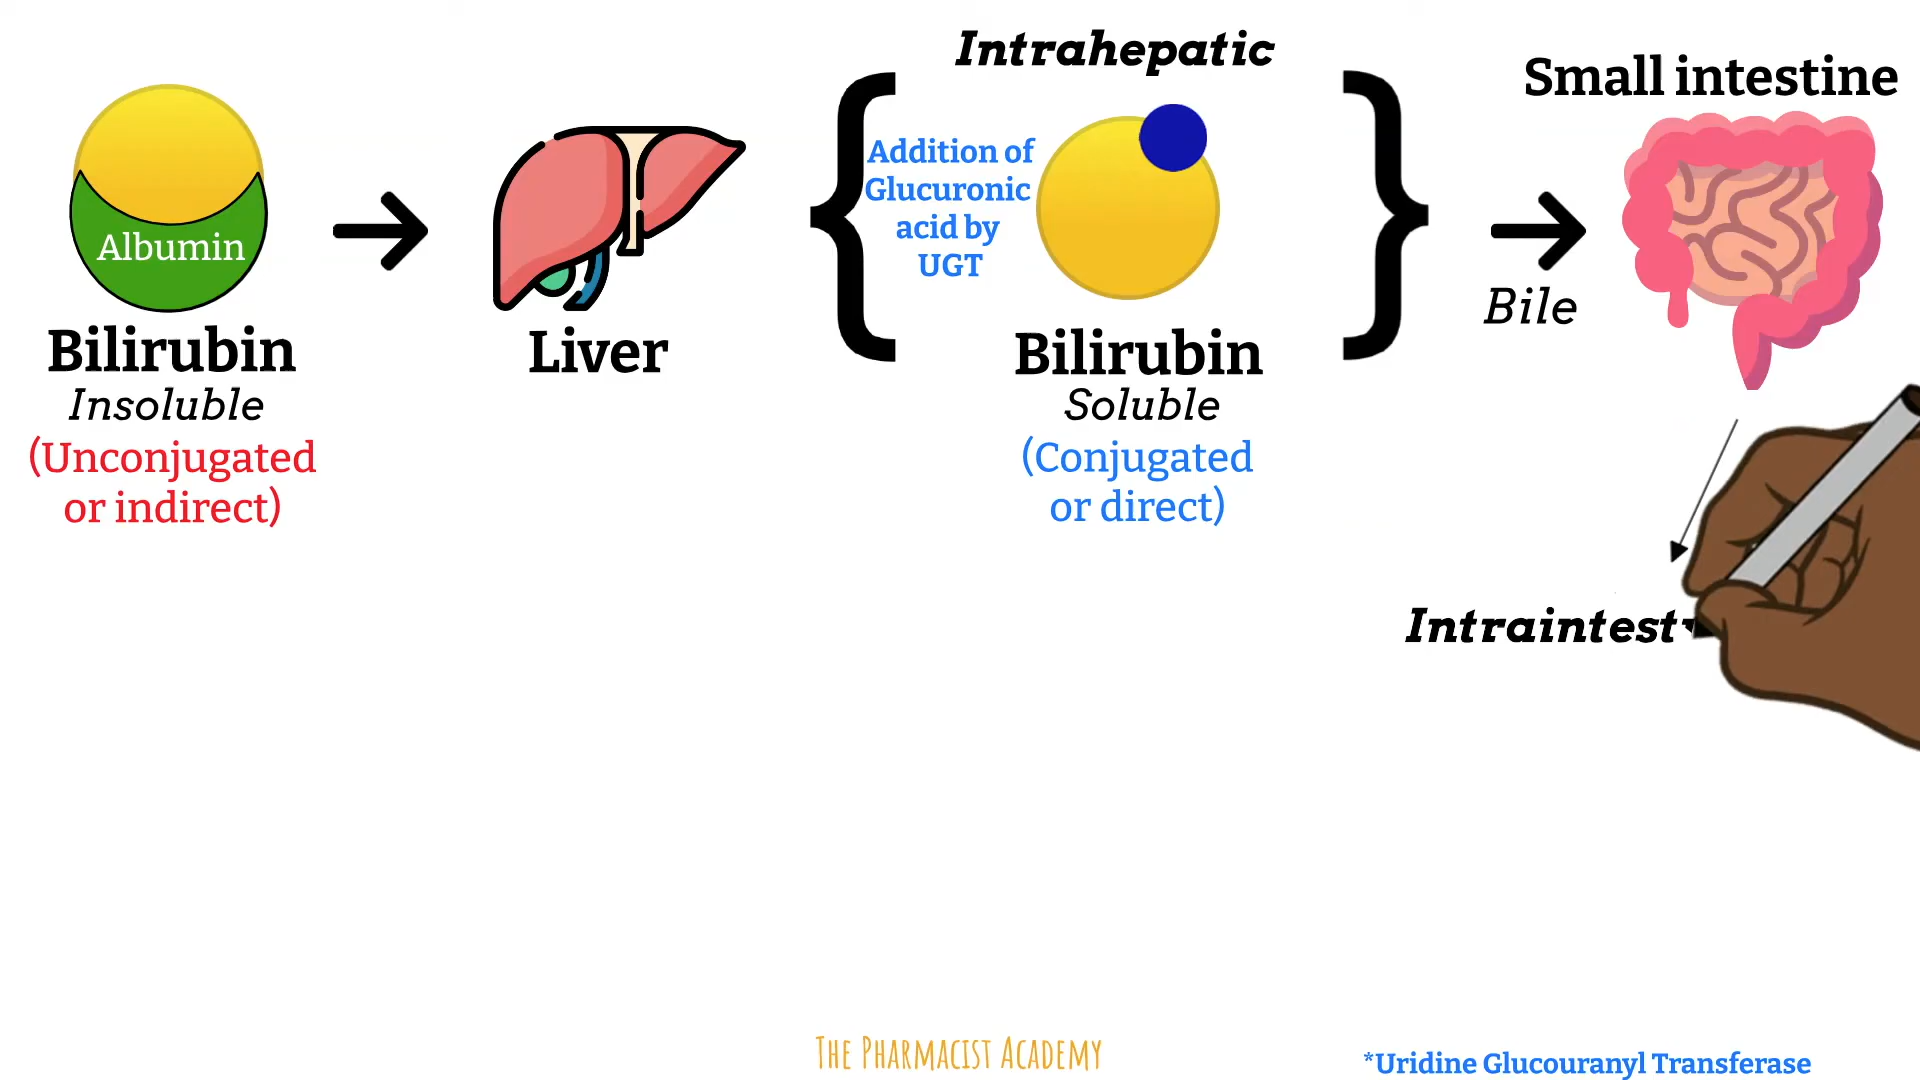 Intrahepatic
Small intestine
Addition of
Glucuronic
acid by
UGT
Albumin
Bile
Bilirubin
Insoluble
(Unconjugated
or indirect)
Liver
Bilirubin
Soluble
(Conjugated
or direct)
Intraintest
The Pharmacist Academy
*Uridine Glucouranyl Transferase